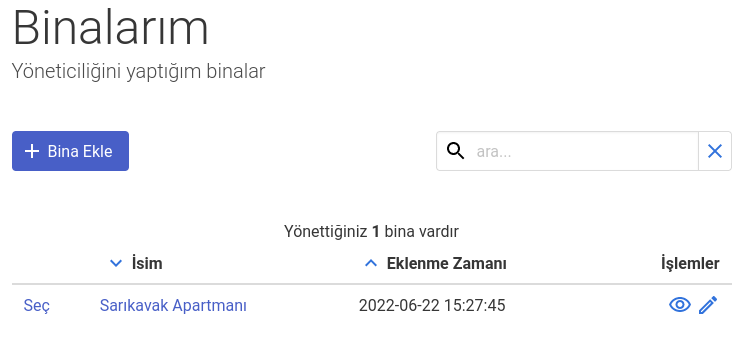 Binalarım
Yöneticiliğini yaptığım binalar
Bina Ekle
ara...
Yönettiğiniz 1 bina vardır
İsim Eklenme Zamanı İşlemler
Seç Sarıkavak Apartmanı 2022-06-22 15:27:45